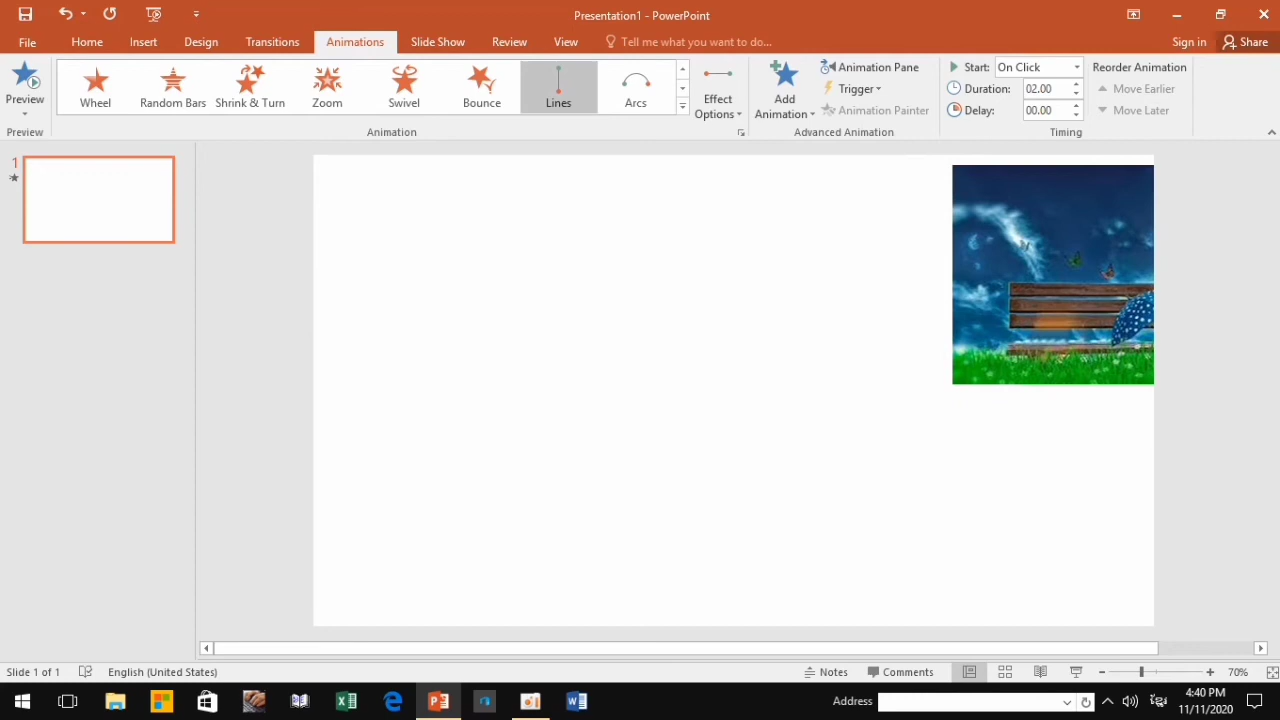 Presentation1 - PowerPoint
File Home Insert Design Transitions Animations Slide Show Review View Tell me what you want to do... Sign in Share
Preview
Wheel Random Bars Shrink & Turn Zoom Swivel Bounce Lines Arcs
Effect Options
Add Animation
Animation Pane
Trigger
Animation Painter
Start: On Click
Duration: 02.00
Delay: 00.00
Reorder Animation
Move Earlier
Move Later
Preview Animation Advanced Animation Timing
1
Slide 1 of 1 English (United States) Notes Comments 70%
Address 4:40 PM
11/11/2020